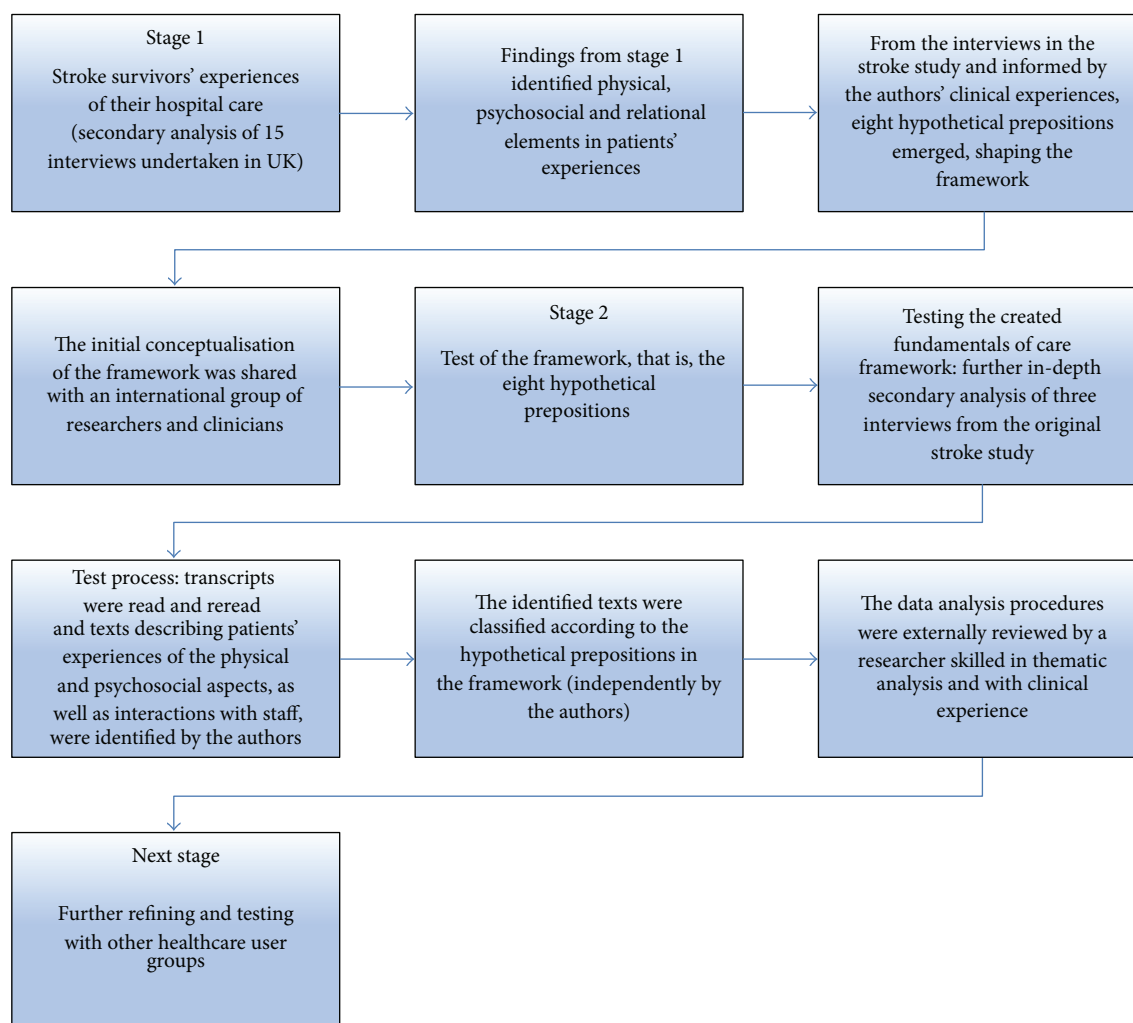 Stage 1
Stroke survivors’ experiences
of their hospital care
(secondary analysis of 15
interviews undertaken in UK)
Findings from stage 1
identified physical,
psychosocial and relational
elements in patients’
experiences
From the interviews in the
stroke study and informed by
the authors’ clinical experiences,
eight hypothetical prepositions
emerged, shaping the
framework
The initial conceptualisation
of the framework was shared
with an international group of
researchers and clinicians
Stage 2
Test of the framework, that is, the
eight hypothetical
prepositions
Testing the created
fundamentals of care
framework: further in-depth
secondary analysis of three
interviews from the original
stroke study
Test process: transcripts
were read and reread
and texts describing patients’
experiences of the physical
and psychosocial aspects, as
well as interactions with staff,
were identified by the authors
The identified texts were
classified according to the
hypothetical prepositions in
the framework (independently by
the authors)
The data analysis procedures
were externally reviewed by a
researcher skilled in thematic
analysis and with clinical
experience
Next stage
Further refining and testing
with other healthcare user
groups